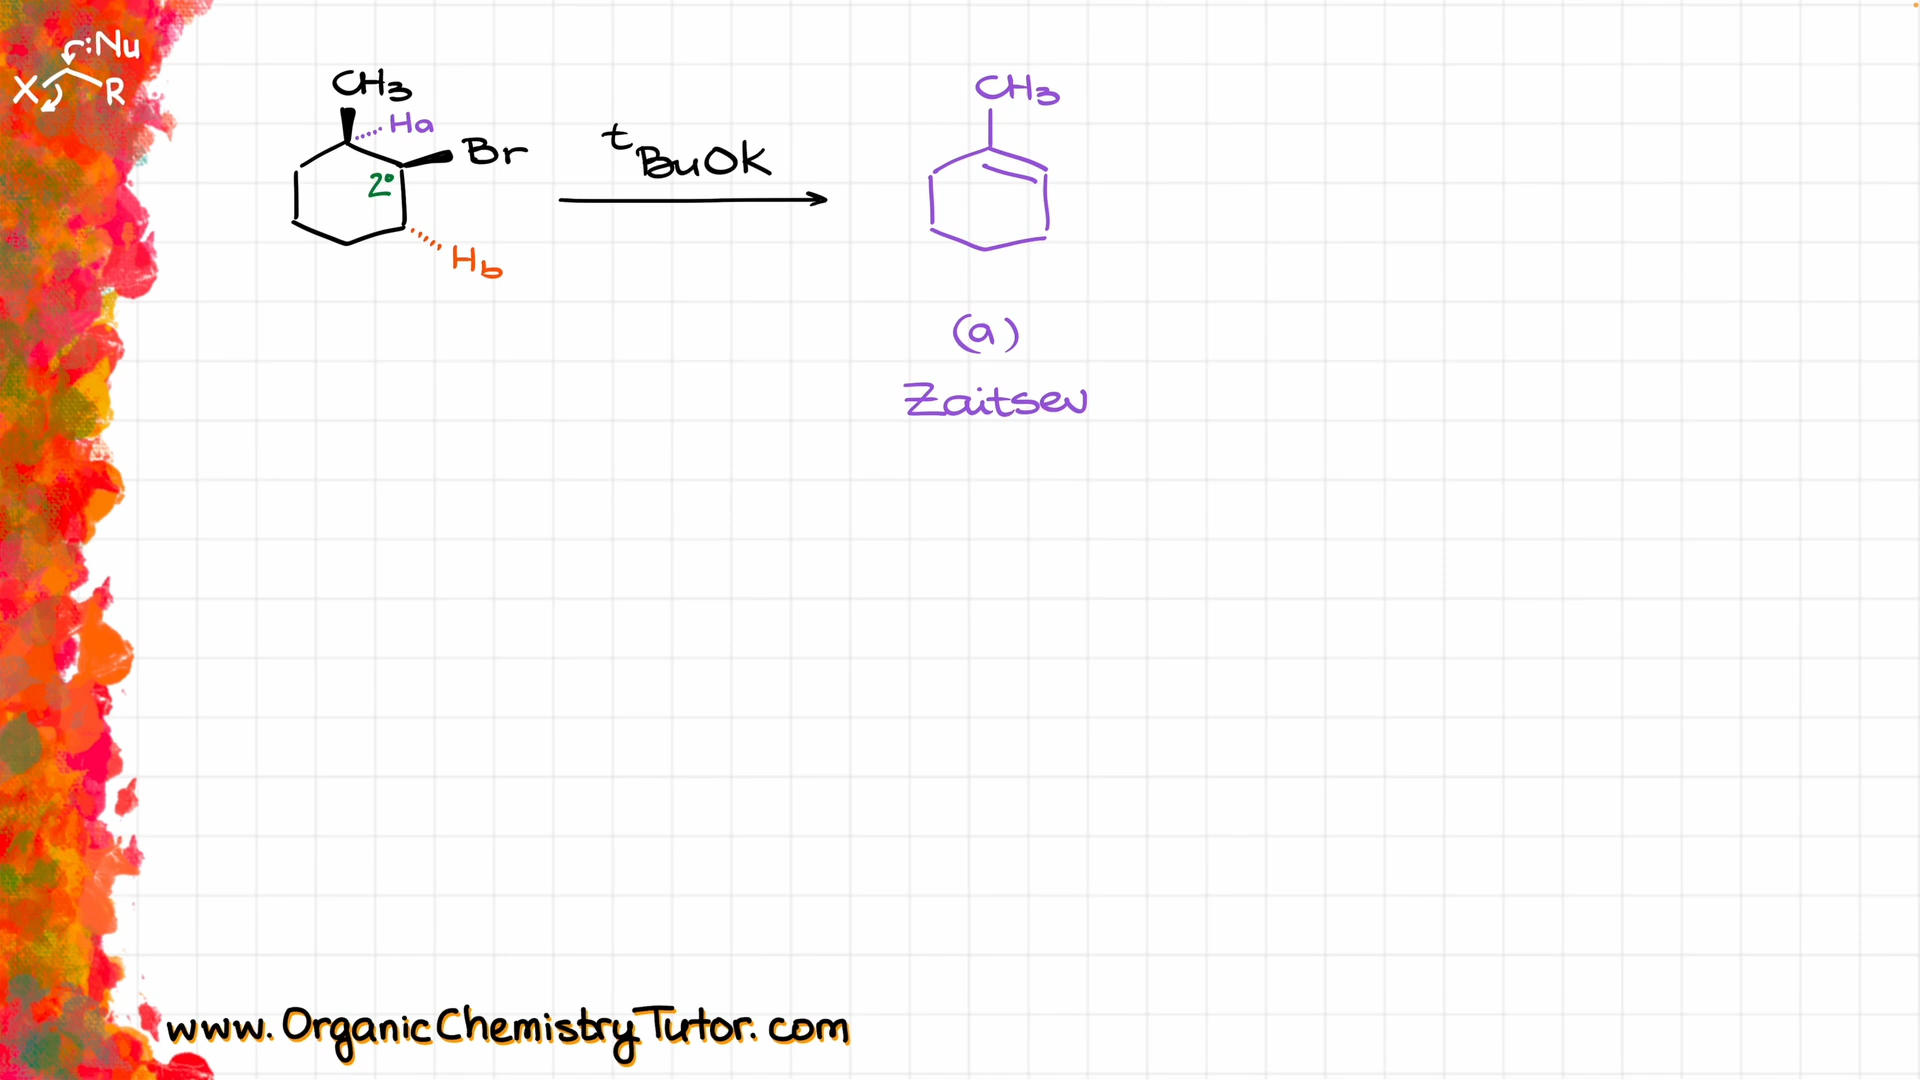 :Nu
X R
CH3
Ha
Br
2°
Hb
tBuOK
CH3
(a)
Zaitsev
www.OrganicChemistryTutor.com